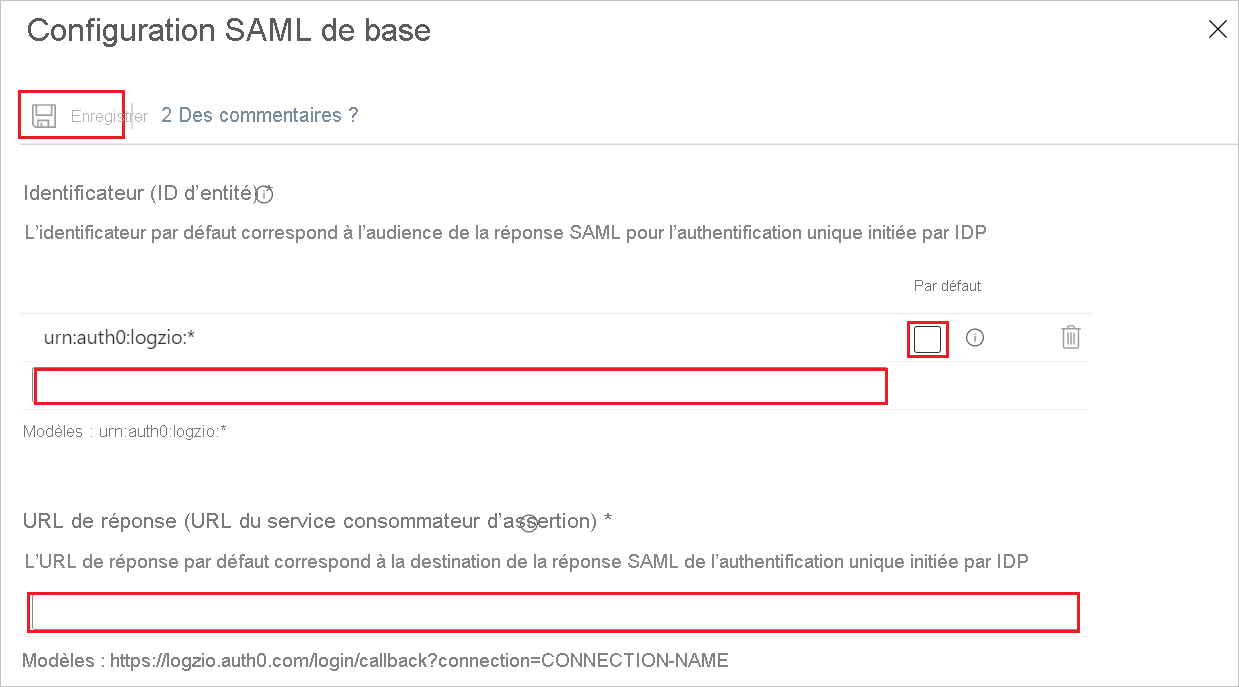 Configuration SAML de base
Enregistrer 2 Des commentaires ?
Identificateur (ID d’entité) *
L’identificateur par défaut correspond à l’audience de la réponse SAML pour l’authentification unique initiée par IDP
Par défaut
urn:auth0:logzio:*
Modèles : urn:auth0:logzio:*
URL de réponse (URL du service consommateur d’assertion) *
L’URL de réponse par défaut correspond à la destination de la réponse SAML de l’authentification unique initiée par IDP
Modèles : https://logzio.auth0.com/login/callback?connection=CONNECTION-NAME